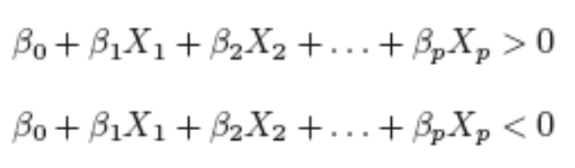 β₀ + β₁X₁ + β₂X₂ + … + βₚXₚ > 0
β₀ + β₁X₁ + β₂X₂ + … + βₚXₚ < 0